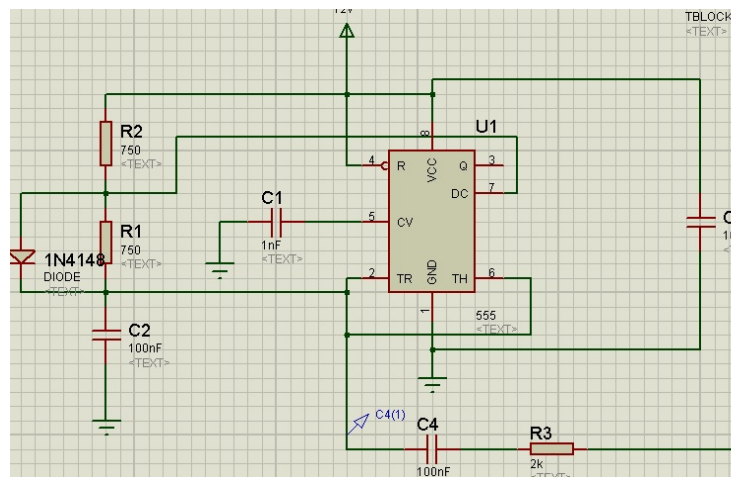 TBLOCK
<TEXT>
U1
R2
750
<TEXT>
8
VCC
4
R
Q
3
DC
7
C1
1nF
<TEXT>
5
CV
R1
750
1N4148
DIODE
<TEXT>
2
TR
GND
TH
6
1
555
<TEXT>
C2
100nF
<TEXT>
C4(1)
C4
100nF
R3
2k
<TEXT>